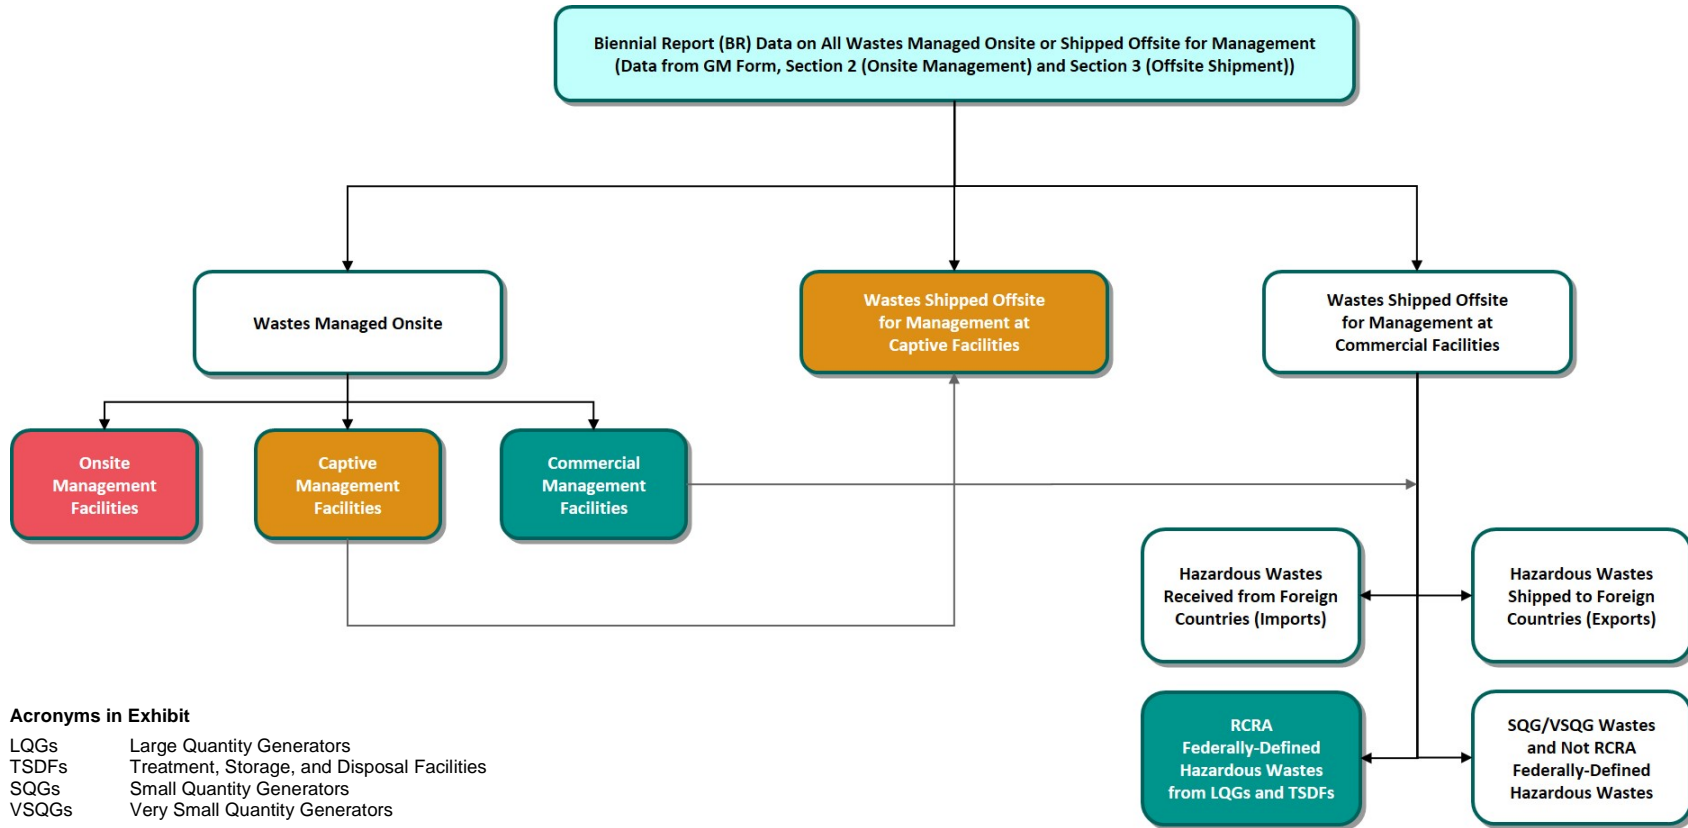 Biennial Report (BR) Data on All Wastes Managed Onsite or Shipped Offsite for Management
(Data from GM Form, Section 2 (Onsite Management) and Section 3 (Offsite Shipment))
Wastes Managed Onsite
Wastes Shipped Offsite
for Management at
Captive Facilities
Wastes Shipped Offsite
for Management at
Commercial Facilities
Onsite
Management
Facilities
Captive
Management
Facilities
Commercial
Management
Facilities
Hazardous Wastes
Received from Foreign
Countries (Imports)
Hazardous Wastes
Shipped to Foreign
Countries (Exports)
RCRA
Federally-Defined
Hazardous Wastes
from LQGs and TSDFs
SQG/VSQG Wastes
and Not RCRA
Federally-Defined
Hazardous Wastes
Acronyms in Exhibit
LQGs Large Quantity Generators
TSDFs Treatment, Storage, and Disposal Facilities
SQGs Small Quantity Generators
VSQGs Very Small Quantity Generators